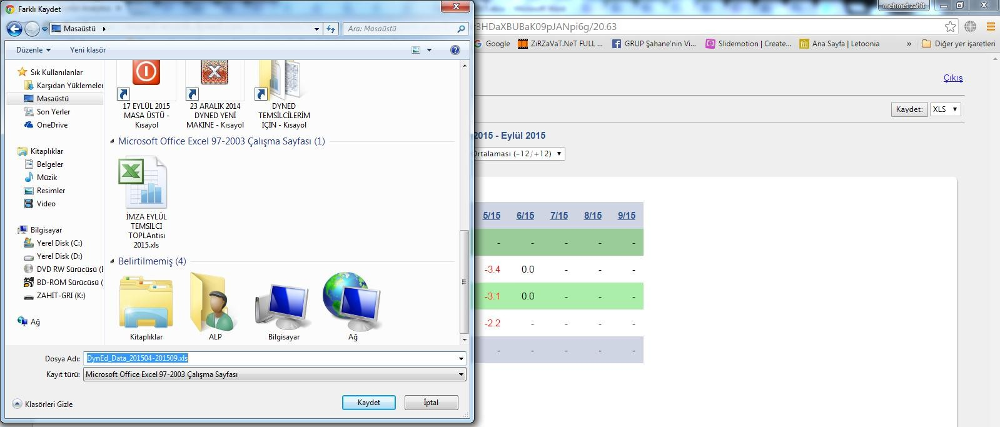 Farklı Kaydet
Masaüstü
Ara: Masaüstü
Düzenle
Yeni klasör
Sık Kullanılanlar
Karşıdan Yüklemeler
Masaüstü
Son Yerler
OneDrive
Kitaplıklar
Belgeler
Müzik
Resimler
Video
Bilgisayar
Yerel Disk (C:)
Yerel Disk (D:)
DVD RW Sürücüsü (
BD-ROM Sürücüsü (
ZAHIT-GRI (K:)
Ağ
17 EYLÜL 2015
MASA ÜSTÜ -
Kısayol
23 ARALIK 2014
DYNED YENİ
MAKINE - Kısayol
DYNED
TEMSİLCİLERİM
İÇİN - Kısayol
Microsoft Office Excel 97-2003 Çalışma Sayfası (1)
İMZA EYLÜL
TEMSILCI
TOPLAntısı
2015.xls
Belirtilmemiş (4)
Kitaplıklar
ALP
Bilgisayar
Ağ
Dosya Adı: DynEd_Data_201504-201509.xls
Kayıt türü: Microsoft Office Excel 97-2003 Çalışma Sayfası
Klasörleri Gizle
Kaydet
İptal
mehmet zahit
r3HDaXBUBaK09pJANpi6g/20.63
Google
ZıRZaVaT.NeT FULL ...
GRUP Şahane'nin Vi...
Slidemotion | Create...
Ana Sayfa | Letoonia
»
Diğer yer işaretleri
Çıkış
Kaydet: XLS
2015 - Eylül 2015
Ortalaması (-12/+12)
5/15 6/15 7/15 8/15 9/15
- - - - -
-3.4 0.0 - - -
-3.1 0.0 - - -
-2.2 - - - -
- - - - -